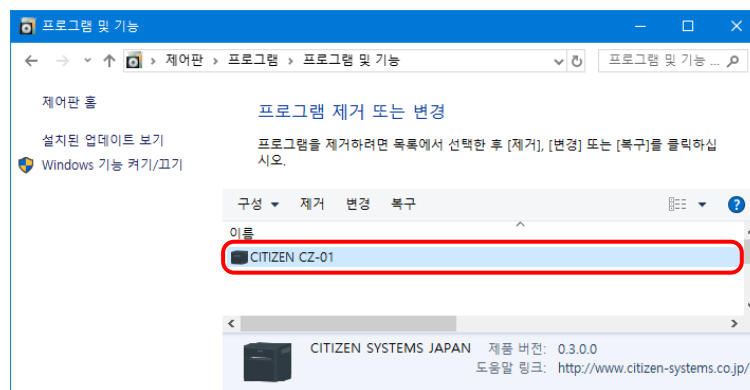 프로그램 및 기능
제어판 › 프로그램 › 프로그램 및 기능
프로그램 및 기능 ...
제어판 홈
설치된 업데이트 보기
Windows 기능 켜기/끄기
프로그램 제거 또는 변경
프로그램을 제거하려면 목록에서 선택한 후 [제거], [변경] 또는 [복구]를 클릭하십
시오.
구성 제거 변경 복구
이름
CITIZEN CZ-01
CITIZEN SYSTEMS JAPAN 제품 버전: 0.3.0.0
도움말 링크: http://www.citizen-systems.co.jp/